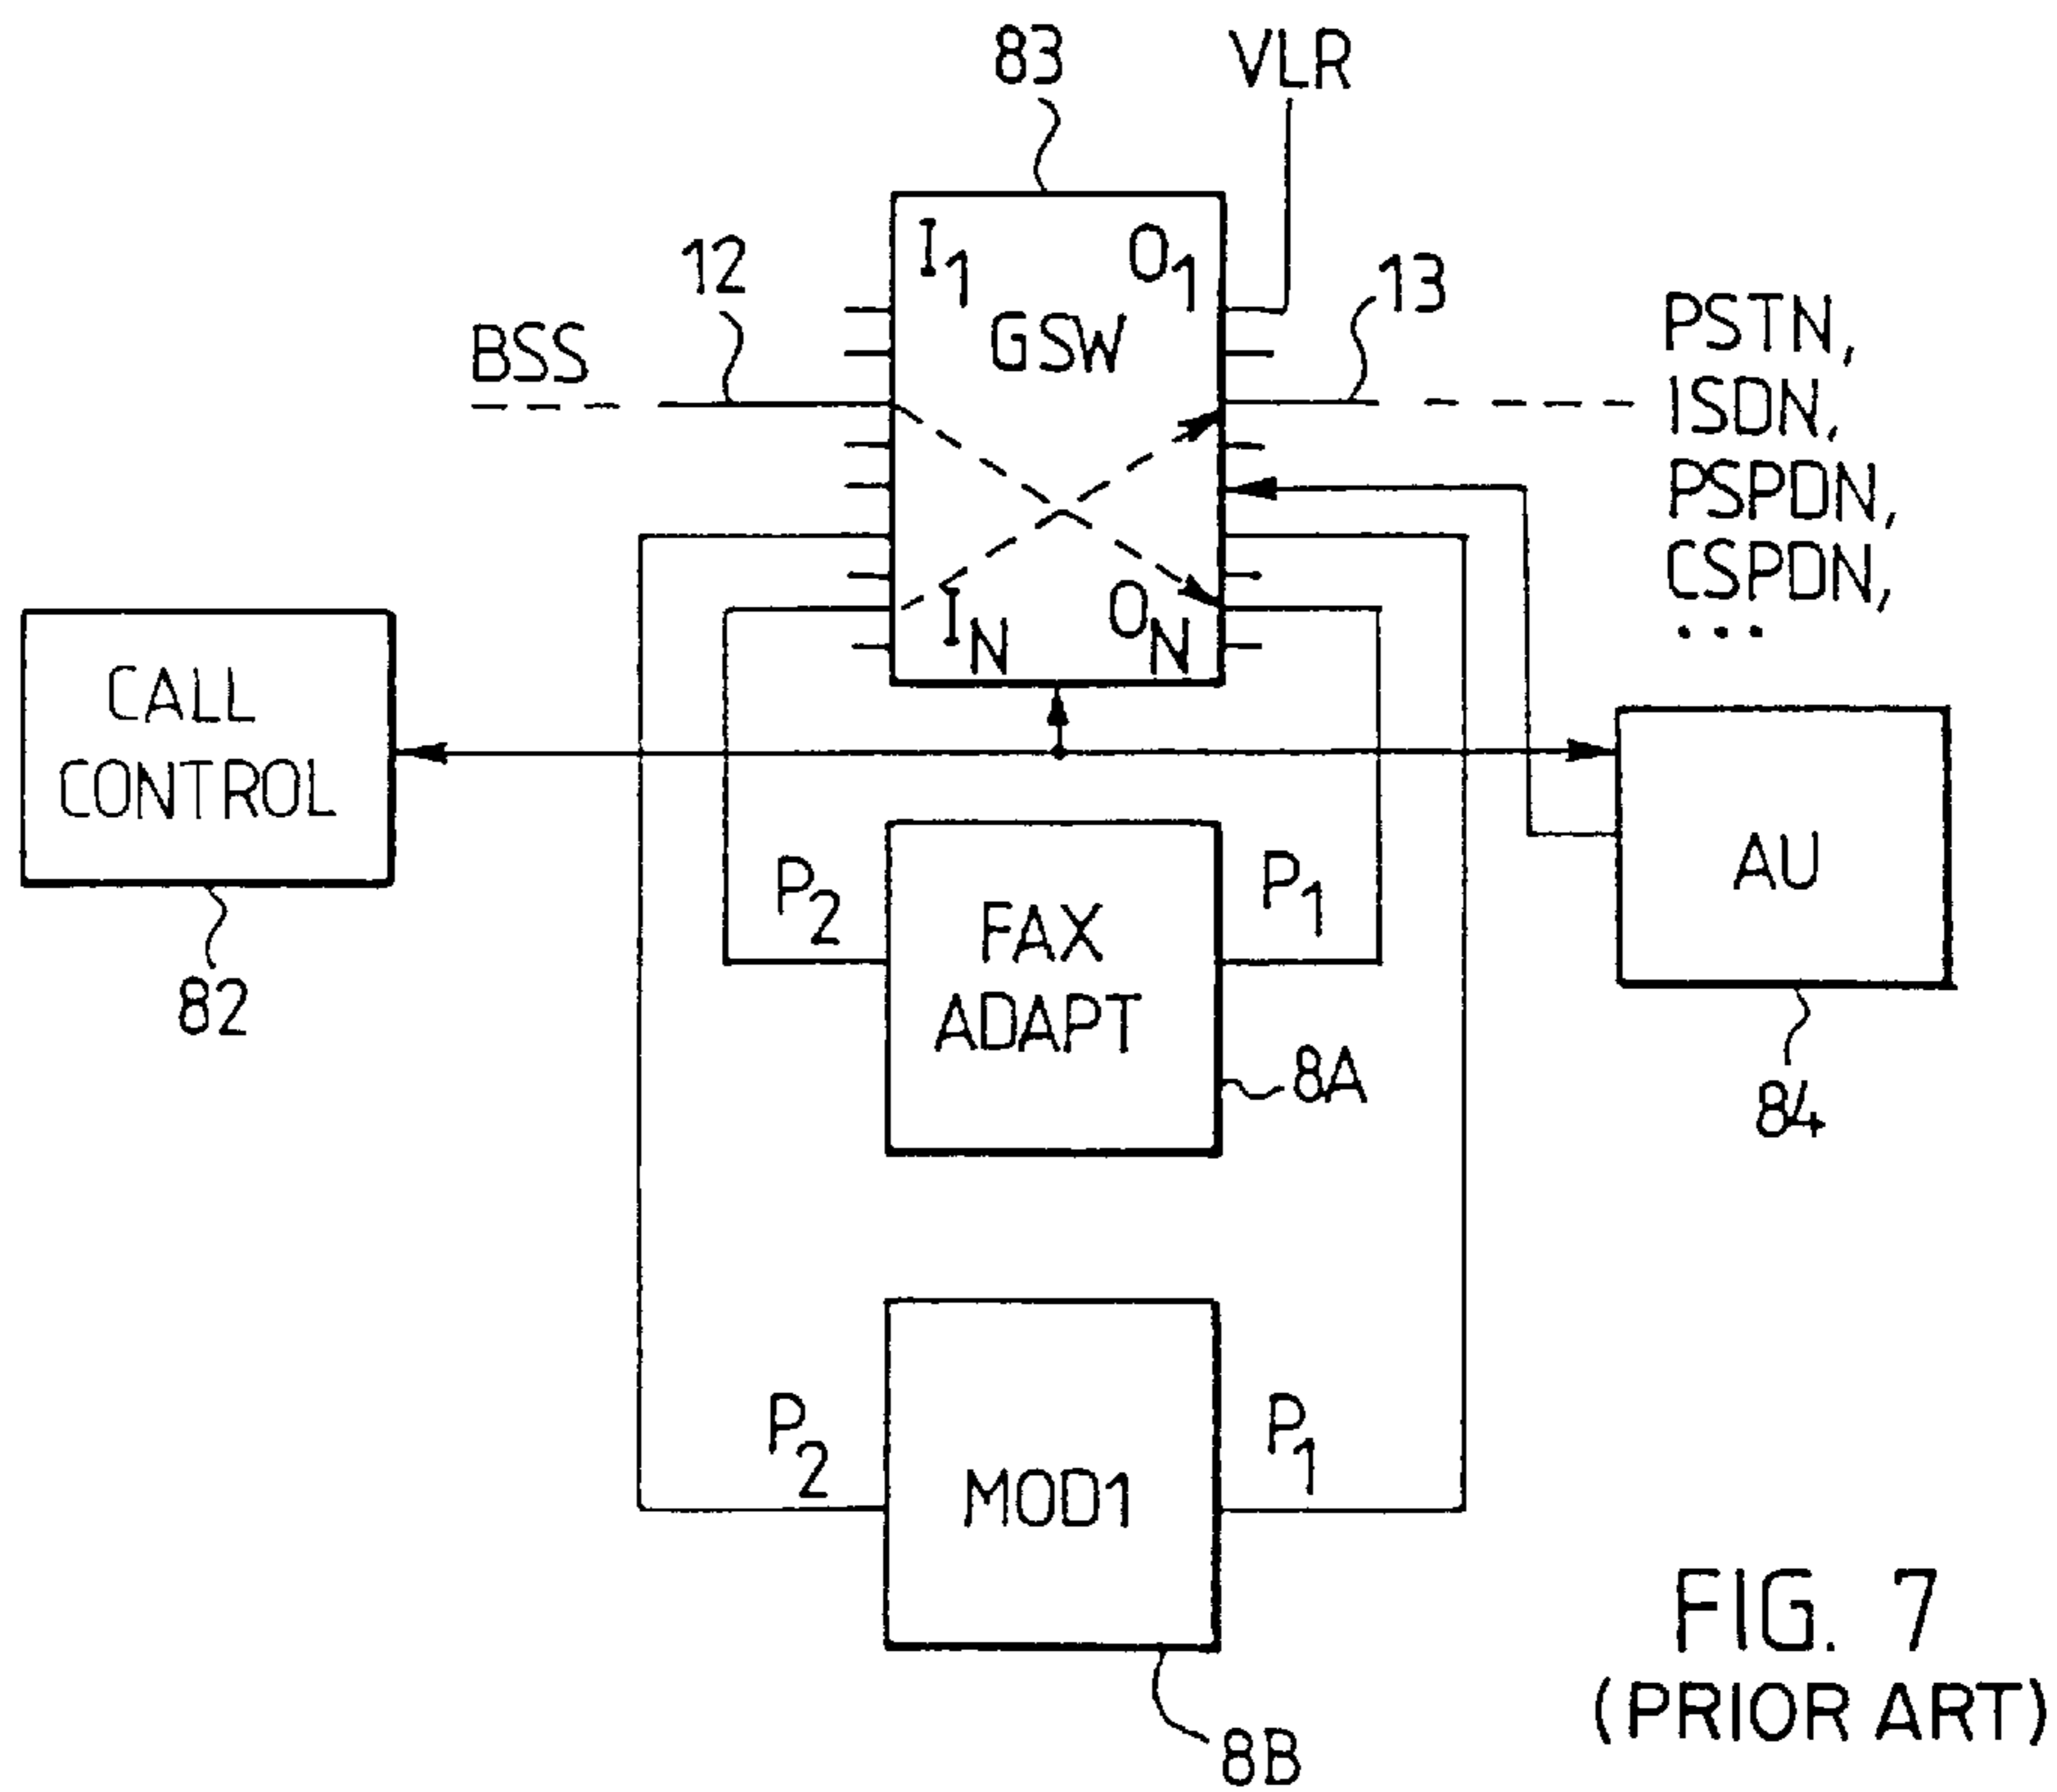 83
VLR
I1
O1
12
GSW
13
BSS
PSTN,
ISDN,
PSPDN,
CSPDN,
...
IN
ON
CALL
CONTROL
82
P2
P1
FAX
ADAPT
8A
AU
84
P2
P1
MOD1
8B
FIG. 7
(PRIOR ART)